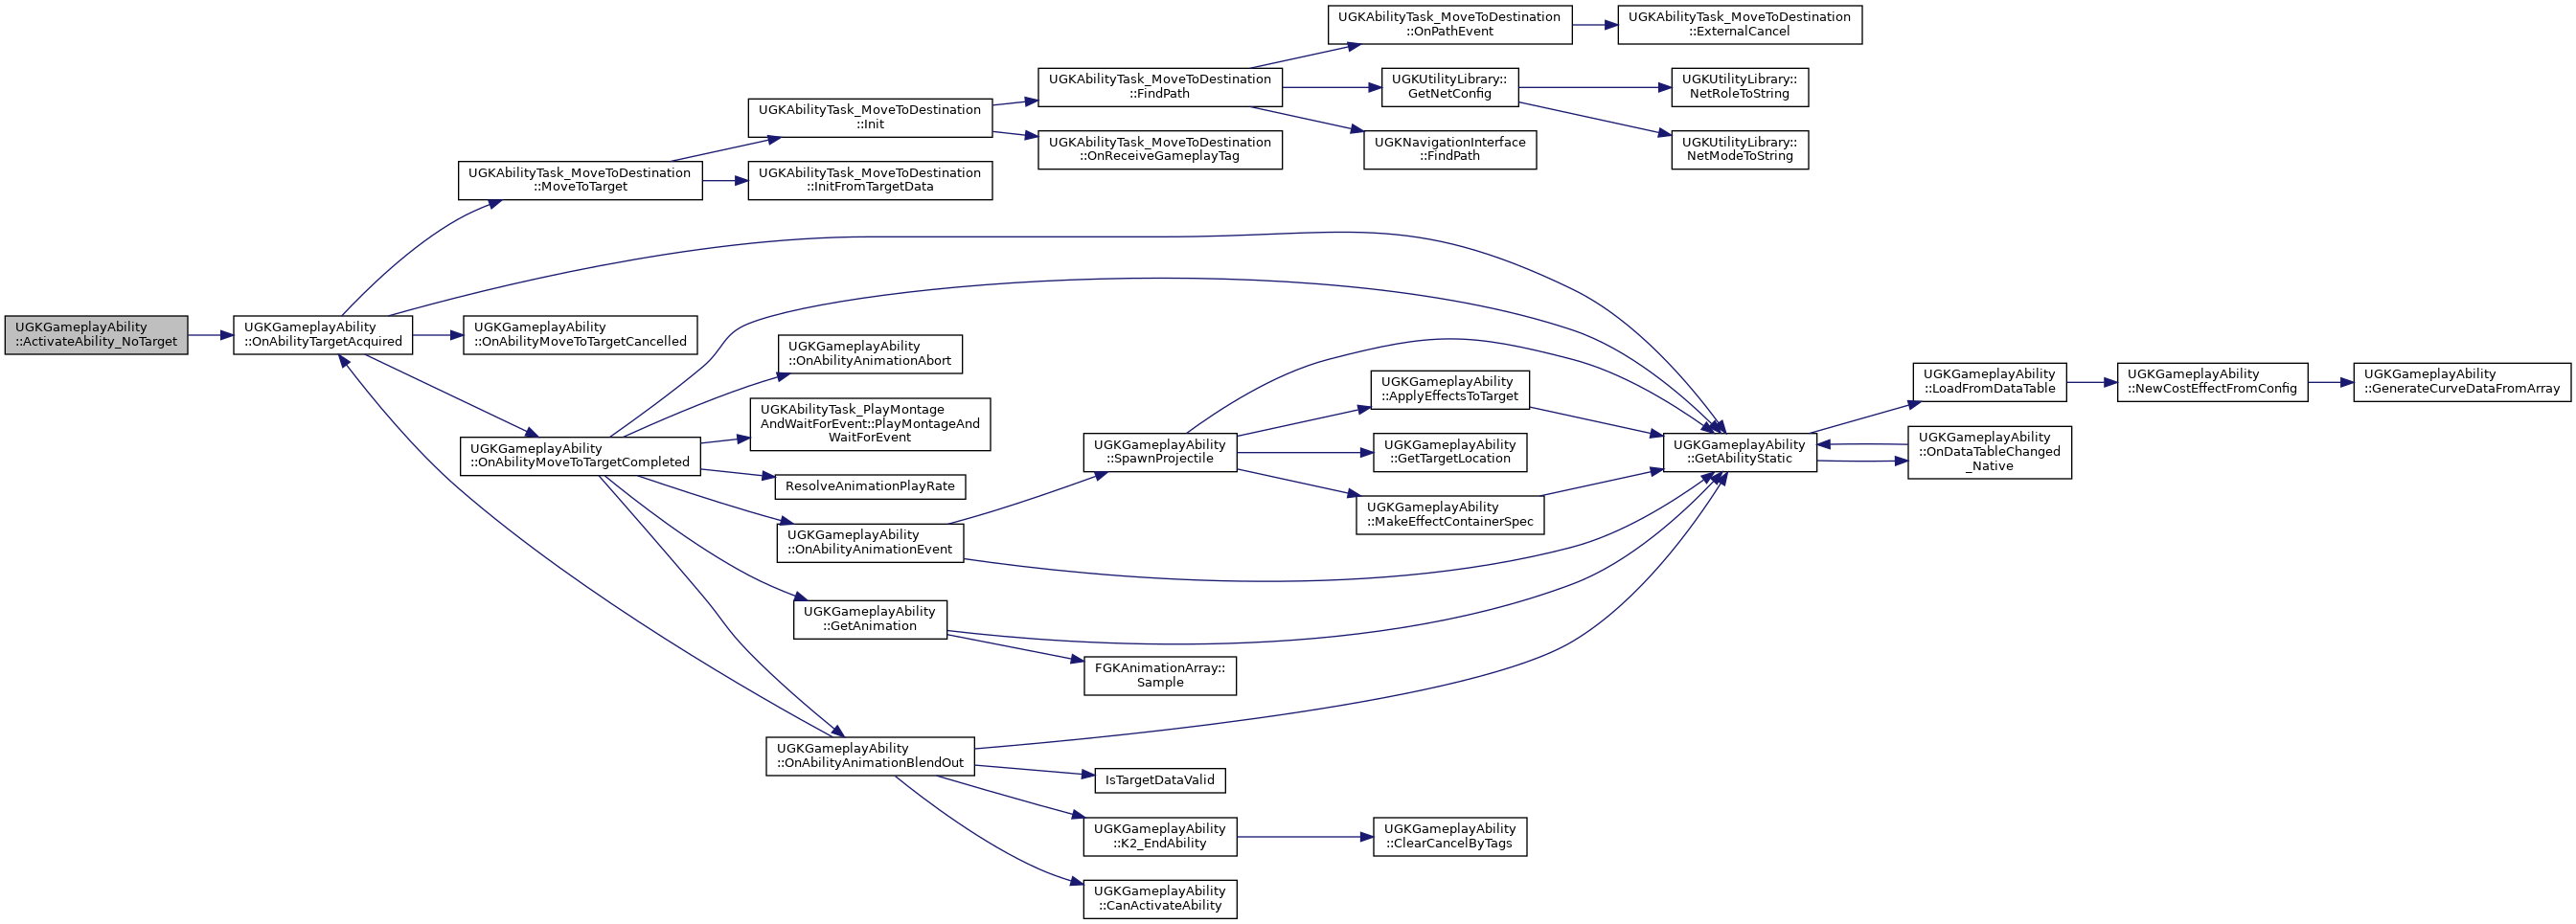 UGKGameplayAbility
::ActivateAbility_NoTarget
UGKGameplayAbility
::OnAbilityTargetAcquired
UGKAbilityTask_MoveToDestination
::MoveToTarget
UGKAbilityTask_MoveToDestination
::Init
UGKAbilityTask_MoveToDestination
::FindPath
UGKAbilityTask_MoveToDestination
::OnPathEvent
UGKAbilityTask_MoveToDestination
::ExternalCancel
UGKUtilityLibrary::
GetNetConfig
UGKUtilityLibrary::
NetRoleToString
UGKUtilityLibrary::
NetModeToString
UGKNavigationInterface
::FindPath
UGKAbilityTask_MoveToDestination
::OnReceiveGameplayTag
UGKAbilityTask_MoveToDestination
::InitFromTargetData
UGKGameplayAbility
::OnAbilityMoveToTargetCancelled
UGKGameplayAbility
::OnAbilityMoveToTargetCompleted
UGKGameplayAbility
::OnAbilityAnimationAbort
UGKAbilityTask_PlayMontage
AndWaitForEvent::PlayMontageAnd
WaitForEvent
ResolveAnimationPlayRate
UGKGameplayAbility
::OnAbilityAnimationEvent
UGKGameplayAbility
::SpawnProjectile
UGKGameplayAbility
::ApplyEffectsToTarget
UGKGameplayAbility
::GetTargetLocation
UGKGameplayAbility
::MakeEffectContainerSpec
UGKGameplayAbility
::GetAbilityStatic
UGKGameplayAbility
::LoadFromDataTable
UGKGameplayAbility
::NewCostEffectFromConfig
UGKGameplayAbility
::GenerateCurveDataFromArray
UGKGameplayAbility
::OnDataTableChanged
_Native
UGKGameplayAbility
::GetAnimation
FGKAnimationArray::
Sample
UGKGameplayAbility
::OnAbilityAnimationBlendOut
IsTargetDataValid
UGKGameplayAbility
::K2_EndAbility
UGKGameplayAbility
::ClearCancelByTags
UGKGameplayAbility
::CanActivateAbility